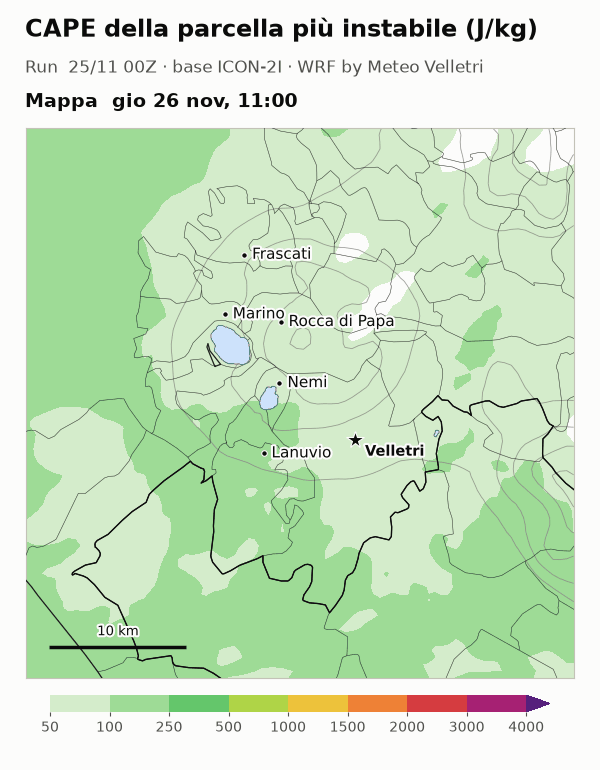 CAPE della parcella più instabile (J/kg)
Run 25/11 00Z · base ICON-2I · WRF by Meteo Velletri
Mappa gio 26 nov, 11:00
Frascati
Marino
Rocca di Papa
Nemi
Velletri
Lanuvio
10 km
50 100 250 500 1000 1500 2000 3000 4000